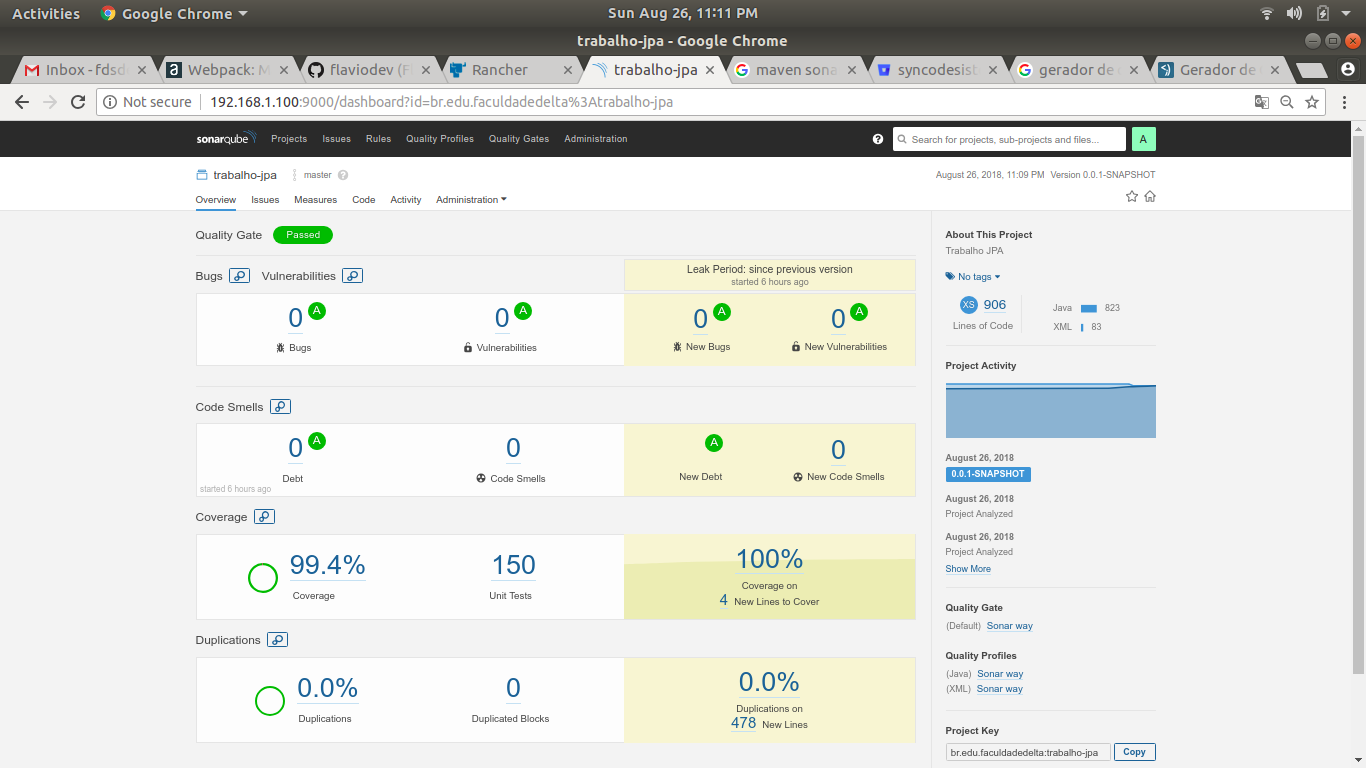 Activities Google Chrome Sun Aug 26, 11:11 PM
trabalho-jpa - Google Chrome
Inbox - fds Webpack: M flaviodev (F Rancher trabalho-jpa maven sona syncodesist gerador de Gerador de
Not secure 192.168.1.100:9000/dashboard?id=br.edu.faculdadedelta%3Atrabalho-jpa
sonarqube Projects Issues Rules Quality Profiles Quality Gates Administration ? Search for projects, sub-projects and files... A
trabalho-jpa master ? August 26, 2018, 11:09 PM Version 0.0.1-SNAPSHOT
Overview Issues Measures Code Activity Administration
Quality Gate Passed
Bugs Vulnerabilities
Leak Period: since previous version
started 6 hours ago
0 A 0 A 0 A 0 A
Bugs Vulnerabilities New Bugs New Vulnerabilities
Code Smells
0 A 0 A 0
Debt Code Smells New Debt New Code Smells
started 6 hours ago
Coverage
99.4% 150 100%
Coverage Unit Tests Coverage on
4 New Lines to Cover
Duplications
0.0% 0 0.0%
Duplications Duplicated Blocks Duplications on
478 New Lines
About This Project
Trabalho JPA
No tags
XS 906
Lines of Code
Java 823
XML 83
Project Activity
August 26, 2018
0.0.1-SNAPSHOT
August 26, 2018
Project Analyzed
August 26, 2018
Project Analyzed
Show More
Quality Gate
(Default) Sonar way
Quality Profiles
(Java) Sonar way
(XML) Sonar way
Project Key
br.edu.faculdadedelta:trabalho-jpa Copy